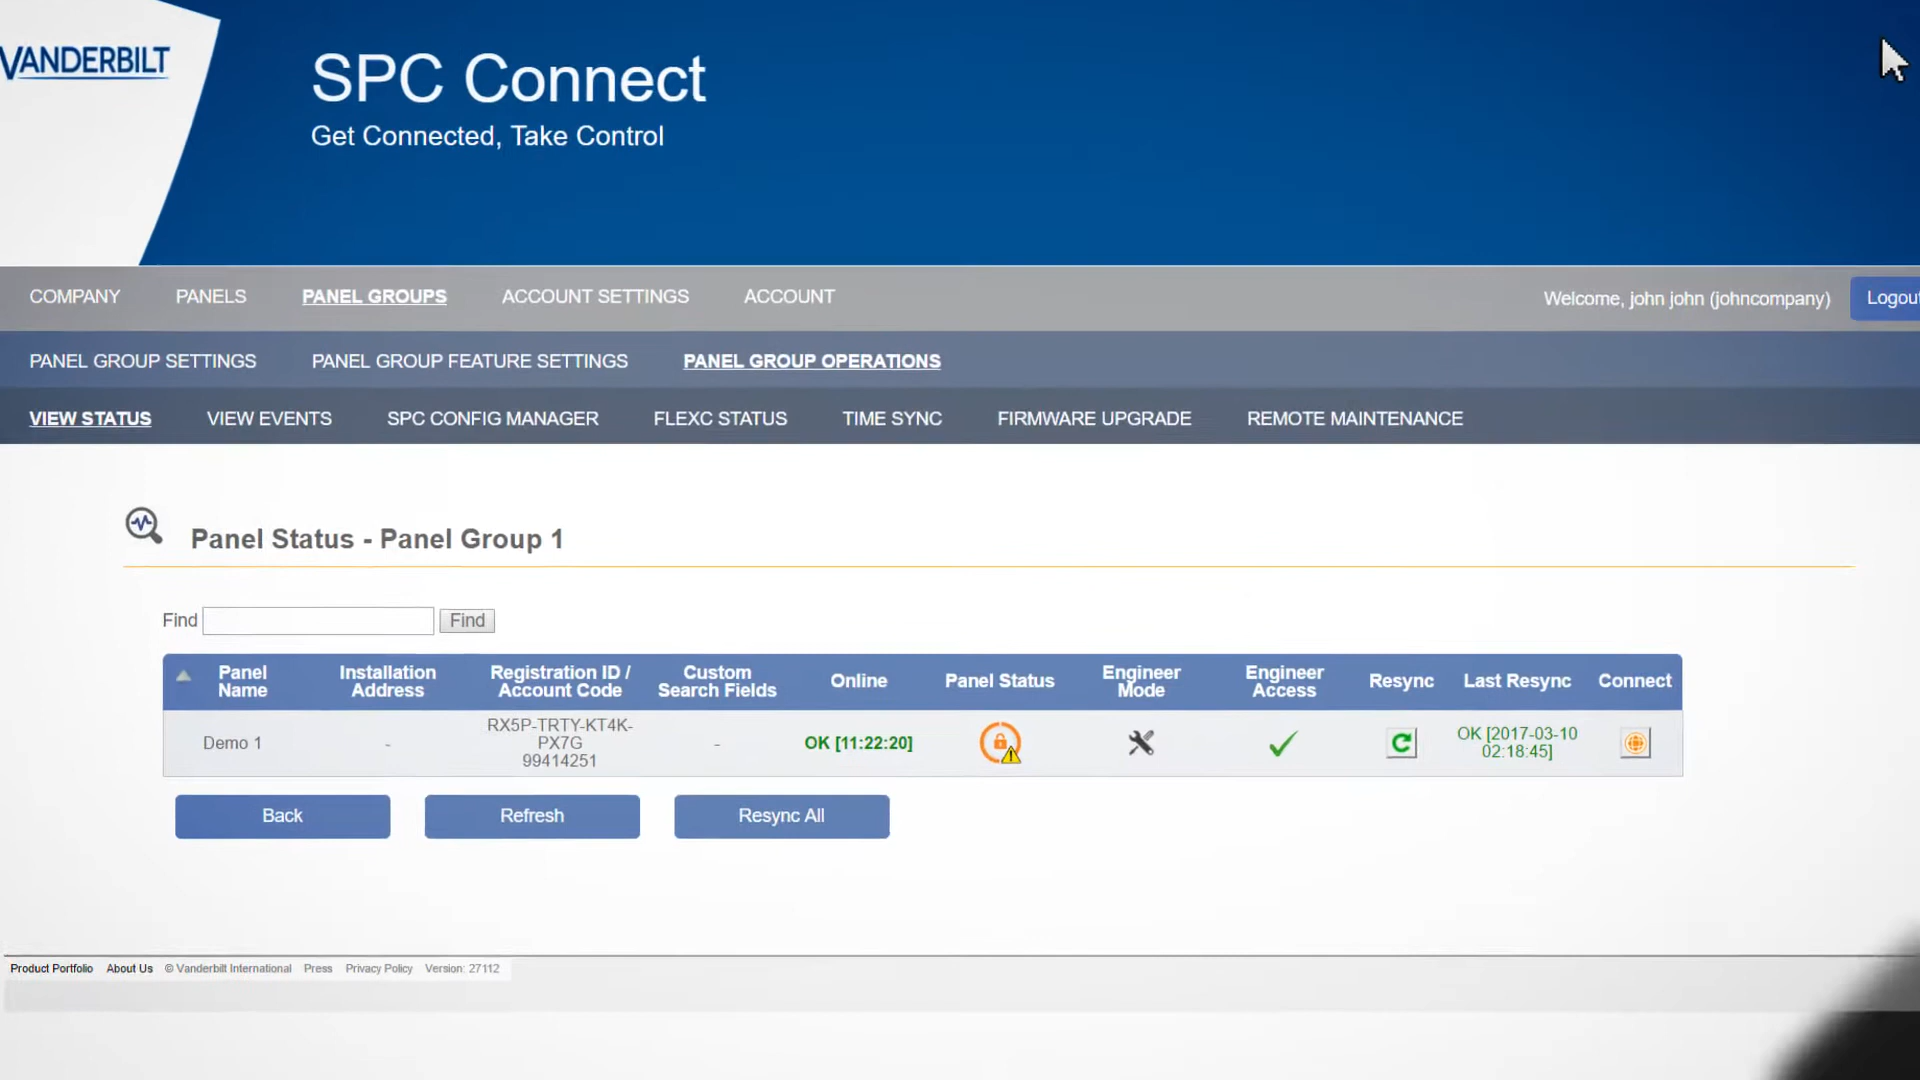 VANDERBILT
SPC Connect
Get Connected, Take Control
COMPANY PANELS PANEL GROUPS ACCOUNT SETTINGS ACCOUNT Welcome, john john (johncompany) Logout
PANEL GROUP SETTINGS PANEL GROUP FEATURE SETTINGS PANEL GROUP OPERATIONS
VIEW STATUS VIEW EVENTS SPC CONFIG MANAGER FLEXC STATUS TIME SYNC FIRMWARE UPGRADE REMOTE MAINTENANCE
Panel Status - Panel Group 1
Find Find
Panel Name Installation Address Registration ID / Account Code Custom Search Fields Online Panel Status Engineer Mode Engineer Access Resync Last Resync Connect
Demo 1 - RX5P-TRTY-KT4K-PX7G 99414251 - OK [11:22:20] OK [2017-03-10 02:18:45]
Back Refresh Resync All
Product Portfolio About Us © Vanderbilt International Press Privacy Policy Version: 27112